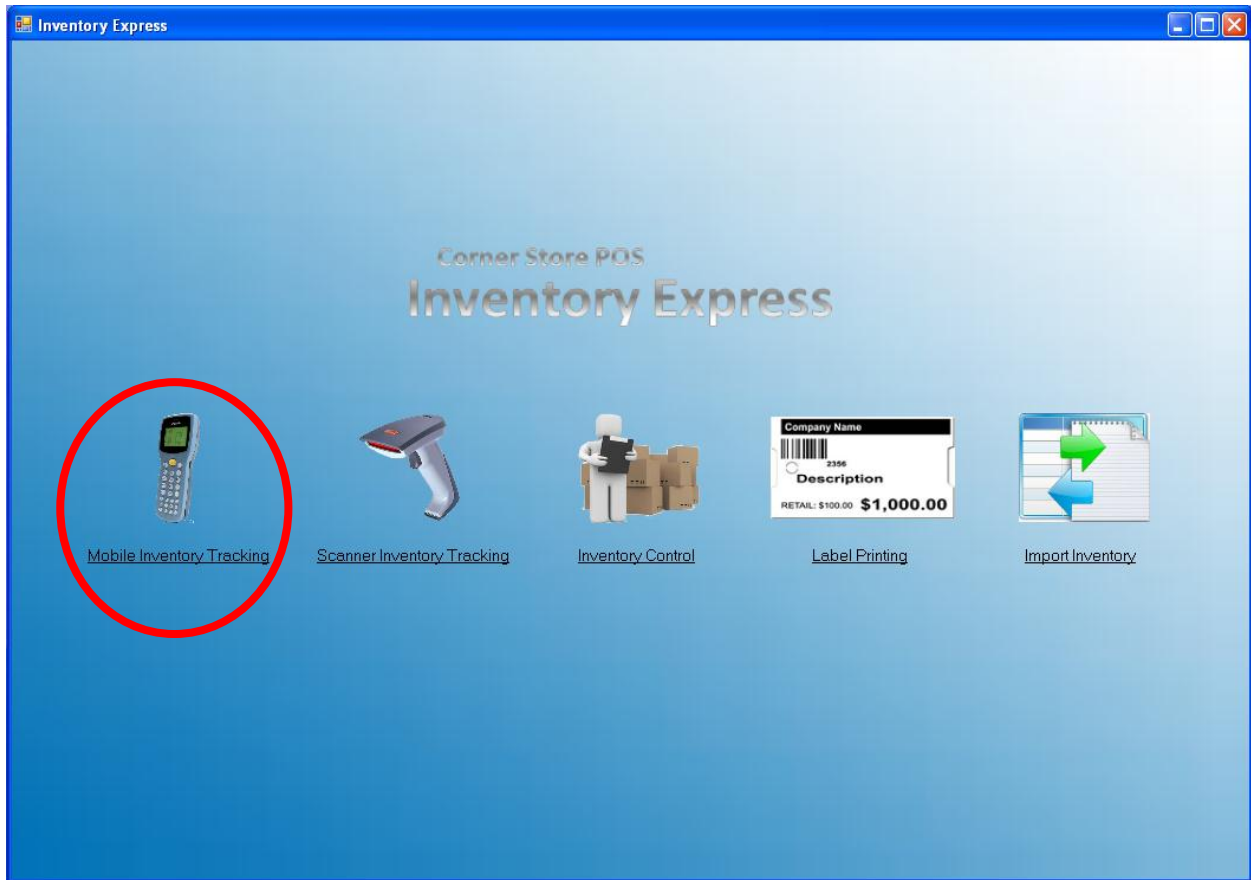 Inventory Express
Corner Store POS
Inventory Express
Company Name
2356
Description
RETAIL: $100.00 $1,000.00
Mobile Inventory Tracking
Scanner Inventory Tracking
Inventory Control
Label Printing
Import Inventory